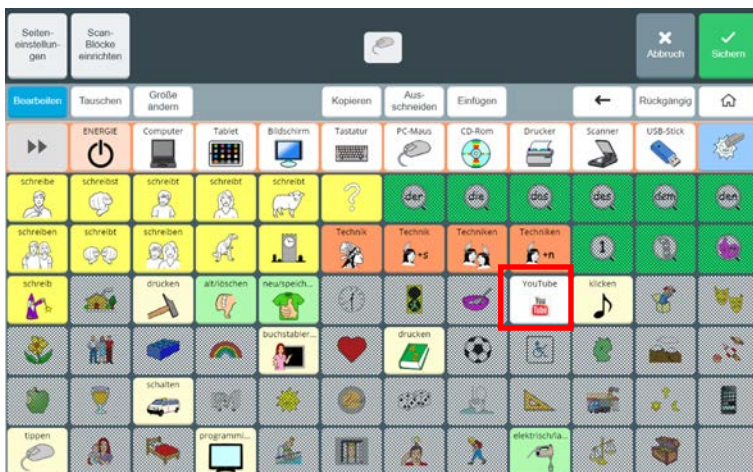 Seiten-
einstellun-
gen
Scan-
Blöcke
einrichten
Abbruch
Sichern
Bearbeiten
Tauschen
Größe
ändern
Kopieren
Aus-
schneiden
Einfügen
Rückgängig
ENERGIE
Computer
Tablet
Bildschirm
Tastatur
PC-Maus
CD-Rom
Drucker
Scanner
USB-Stick
schreibe
schreibst
schreibt
schreibt
schreibt
der
die
das
des
dem
den
schreiben
schreibt
schreiben
Technik
Technik
+s
Techniken
Techniken
+n
1
schreib
drücken
alt/löschen
neu/speich...
YouTube
You
Tube
klicken
buchstabier...
drucken
schalten
tippen
programmi...
elektrisch/la...